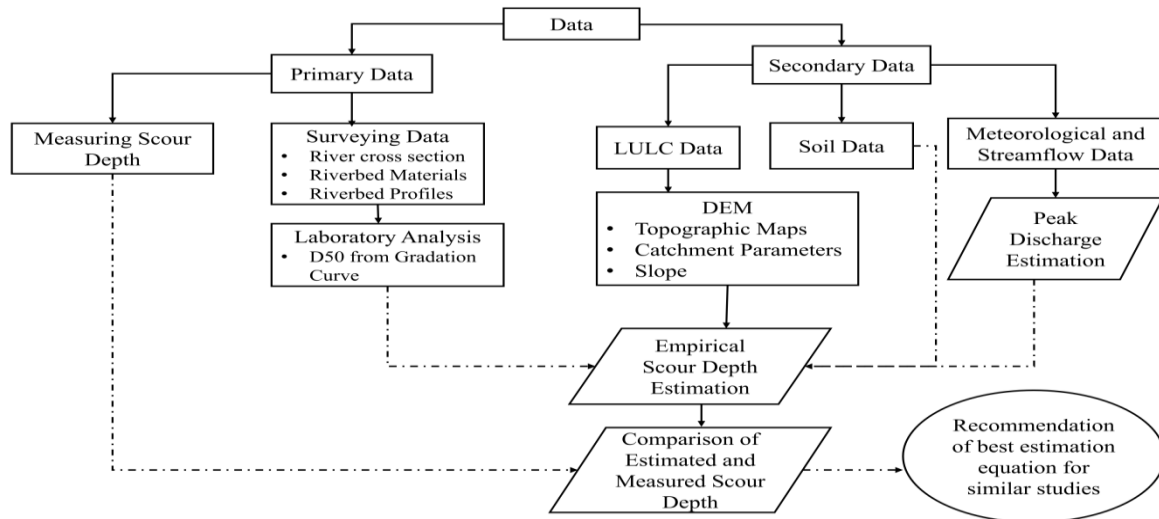 Data
Primary Data
Secondary Data
Measuring Scour
Depth
Surveying Data
• River cross section
• Riverbed Materials
• Riverbed Profiles
LULC Data
Soil Data
Meteorological and
Streamflow Data
Laboratory Analysis
• D50 from Gradation
Curve
DEM
• Topographic Maps
• Catchment Parameters
• Slope
Peak
Discharge
Estimation
Empirical
Scour Depth
Estimation
Comparison of
Estimated and
Measured Scour
Depth
Recommendation
of best estimation
equation for
similar studies